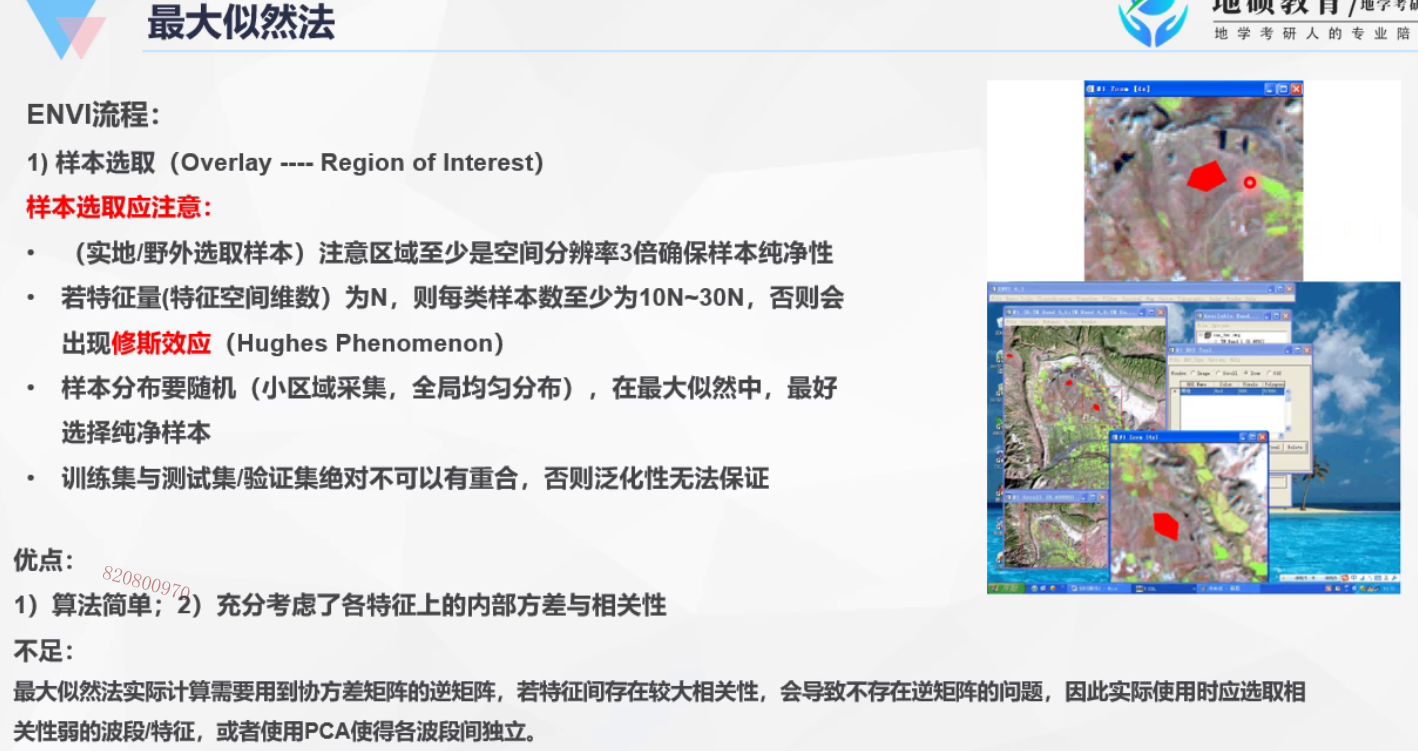 最大似然法
地硕教育/地学考研
地学考研人的专业陪
ENVI流程：
1) 样本选取（Overlay ---- Region of Interest）
样本选取应注意：
• （实地/野外选取样本）注意区域至少是空间分辨率3倍确保样本纯净性
• 若特征量(特征空间维数）为N，则每类样本数至少为10N~30N，否则会
出现修斯效应（Hughes Phenomenon）
• 样本分布要随机（小区域采集，全局均匀分布），在最大似然中，最好
选择纯净样本
• 训练集与测试集/验证集绝对不可以有重合，否则泛化性无法保证
优点：
820800970
1）算法简单；2）充分考虑了各特征上的内部方差与相关性
不足：
最大似然法实际计算需要用到协方差矩阵的逆矩阵，若特征间存在较大相关性，会导致不存在逆矩阵的问题，因此实际使用时应选取相
关性弱的波段/特征，或者使用PCA使得各波段间独立。
#1 Zoom [4x]
#1 Zoom [4x]